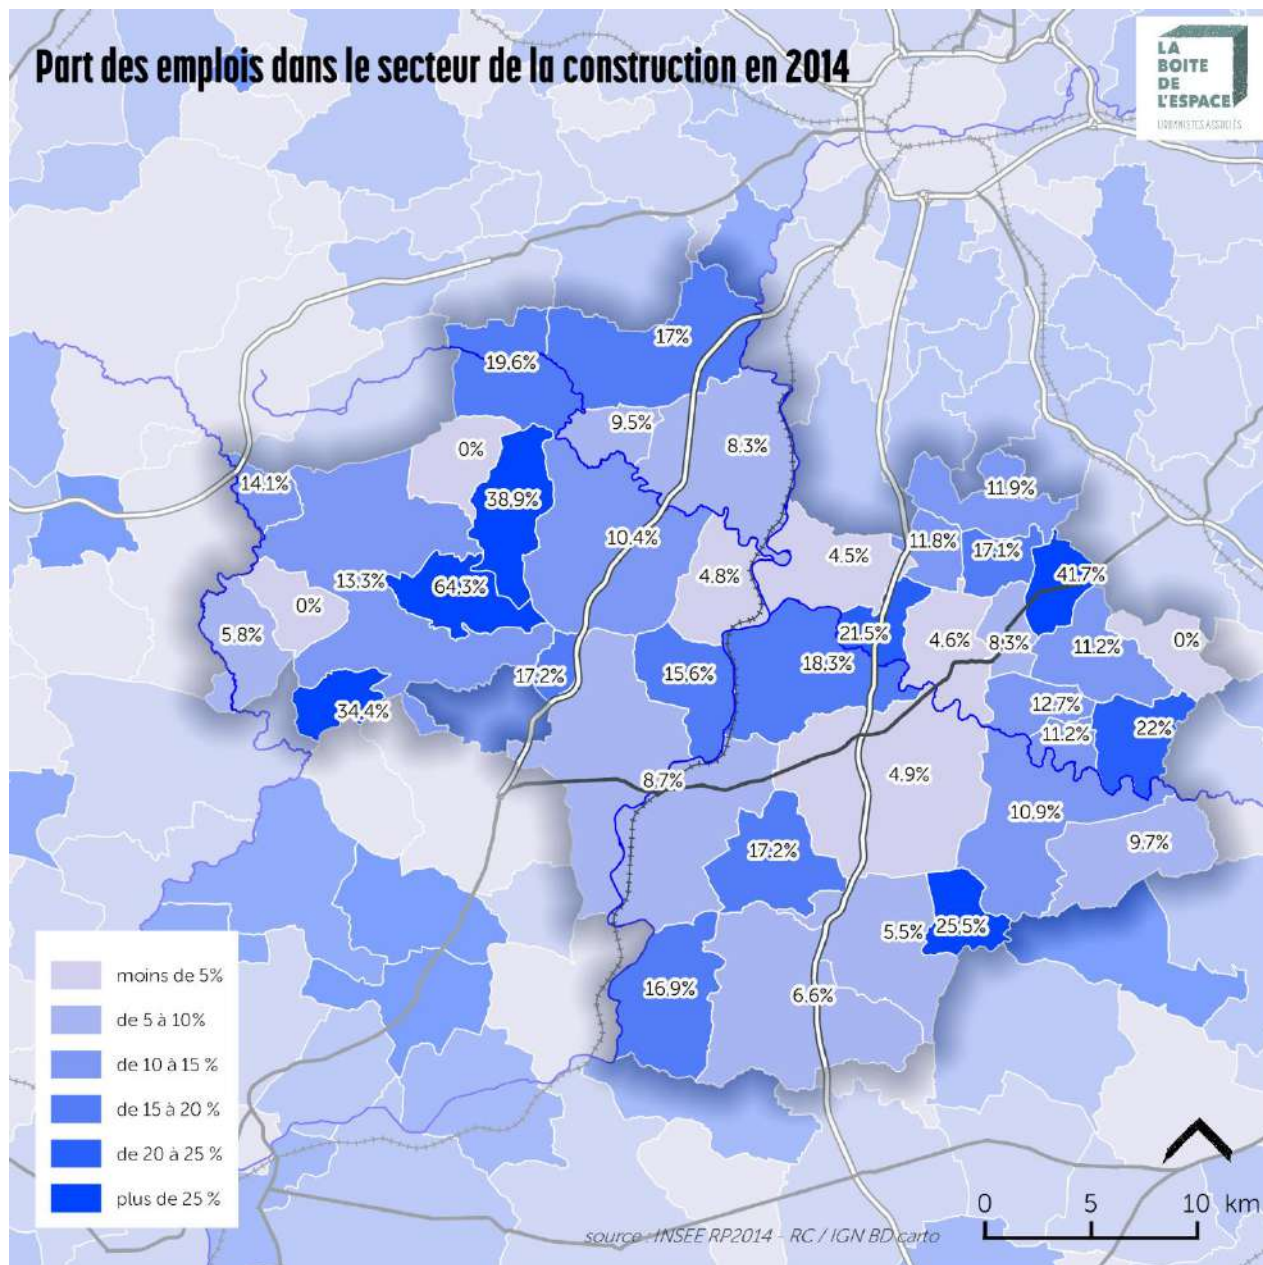 Part des emplois dans le secteur de la construction en 2014
LA
BOITE
DE
L'ESPACE
URBANISTES ASSOCIÉS
17%
19.6%
9.5%
8.3%
0%
14.1%
38.9%
11.9%
10.4%
11.8%
17.1%
4.5%
4.8%
41.7%
13.3%
64.3%
0%
5.8%
21.5%
4.6%
8.3%
11.2%
0%
17.2%
15.6%
18.3%
34.4%
12.7%
11.2%
22%
8.7%
4.9%
10.9%
9.7%
17.2%
5.5%
25.5%
16.9%
6.6%
moins de 5%
de 5 à 10%
de 10 à 15 %
de 15 à 20 %
de 20 à 25 %
plus de 25 %
0 5 10 km
source : INSEE RP2014 - RC / IGN BD carto